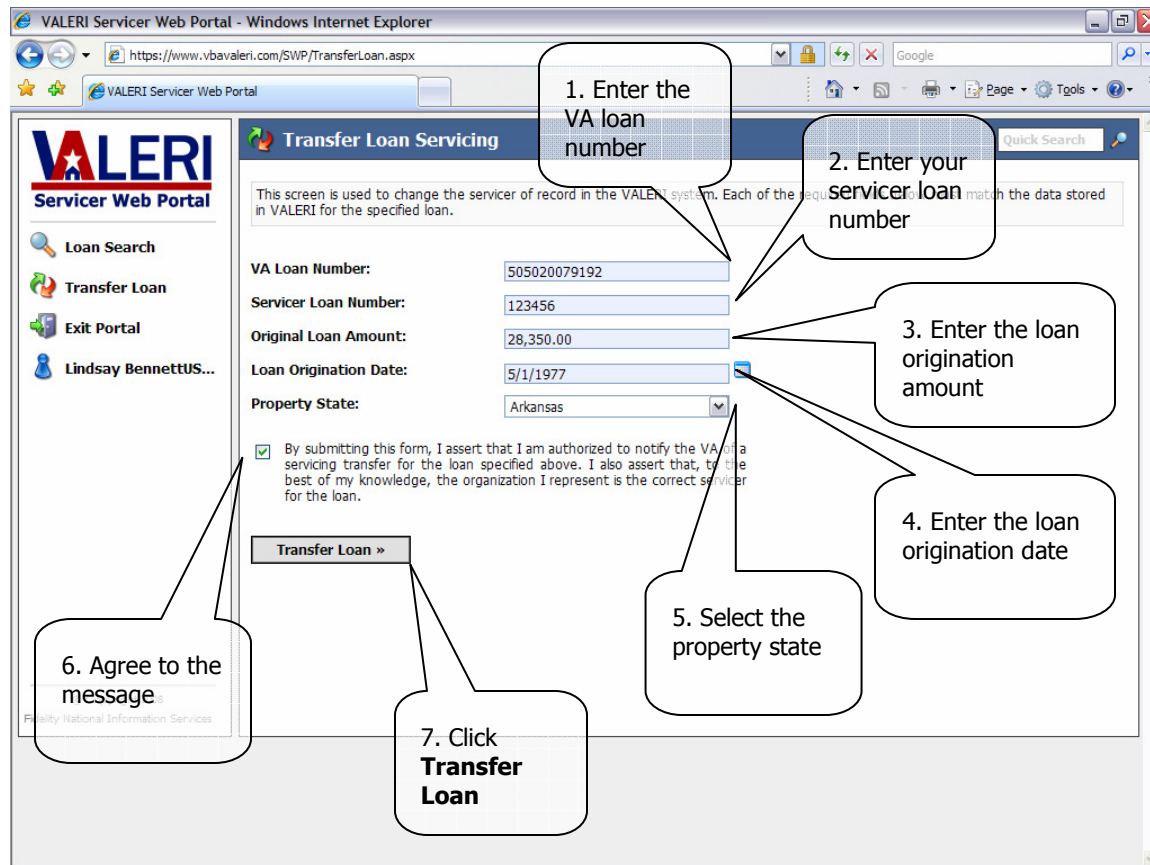 VALERI Servicer Web Portal - Windows Internet Explorer
https://www.vbavaleri.com/SWP/TransferLoan.aspx
Google
VALERI Servicer Web Portal
Page
Tools
VALERI
Servicer Web Portal
Loan Search
Transfer Loan
Exit Portal
Lindsay BennettUS...
Transfer Loan Servicing
Quick Search
This screen is used to change the servicer of record in the VALERI system. Each of the must match the data stored
in VALERI for the specified loan.
VA Loan Number:
505020079192
Servicer Loan Number:
123456
Original Loan Amount:
28,350.00
Loan Origination Date:
5/1/1977
Property State:
Arkansas
By submitting this form, I assert that I am authorized to notify the VA of a
servicing transfer for the loan specified above. I also assert that, to the
best of my knowledge, the organization I represent is the correct servicer
for the loan.
Transfer Loan »
1. Enter the
VA loan
number
2. Enter your
servicer loan
number
3. Enter the loan
origination
amount
4. Enter the loan
origination date
5. Select the
property state
6. Agree to the
message
7. Click
Transfer
Loan
Fidelity National Information Services